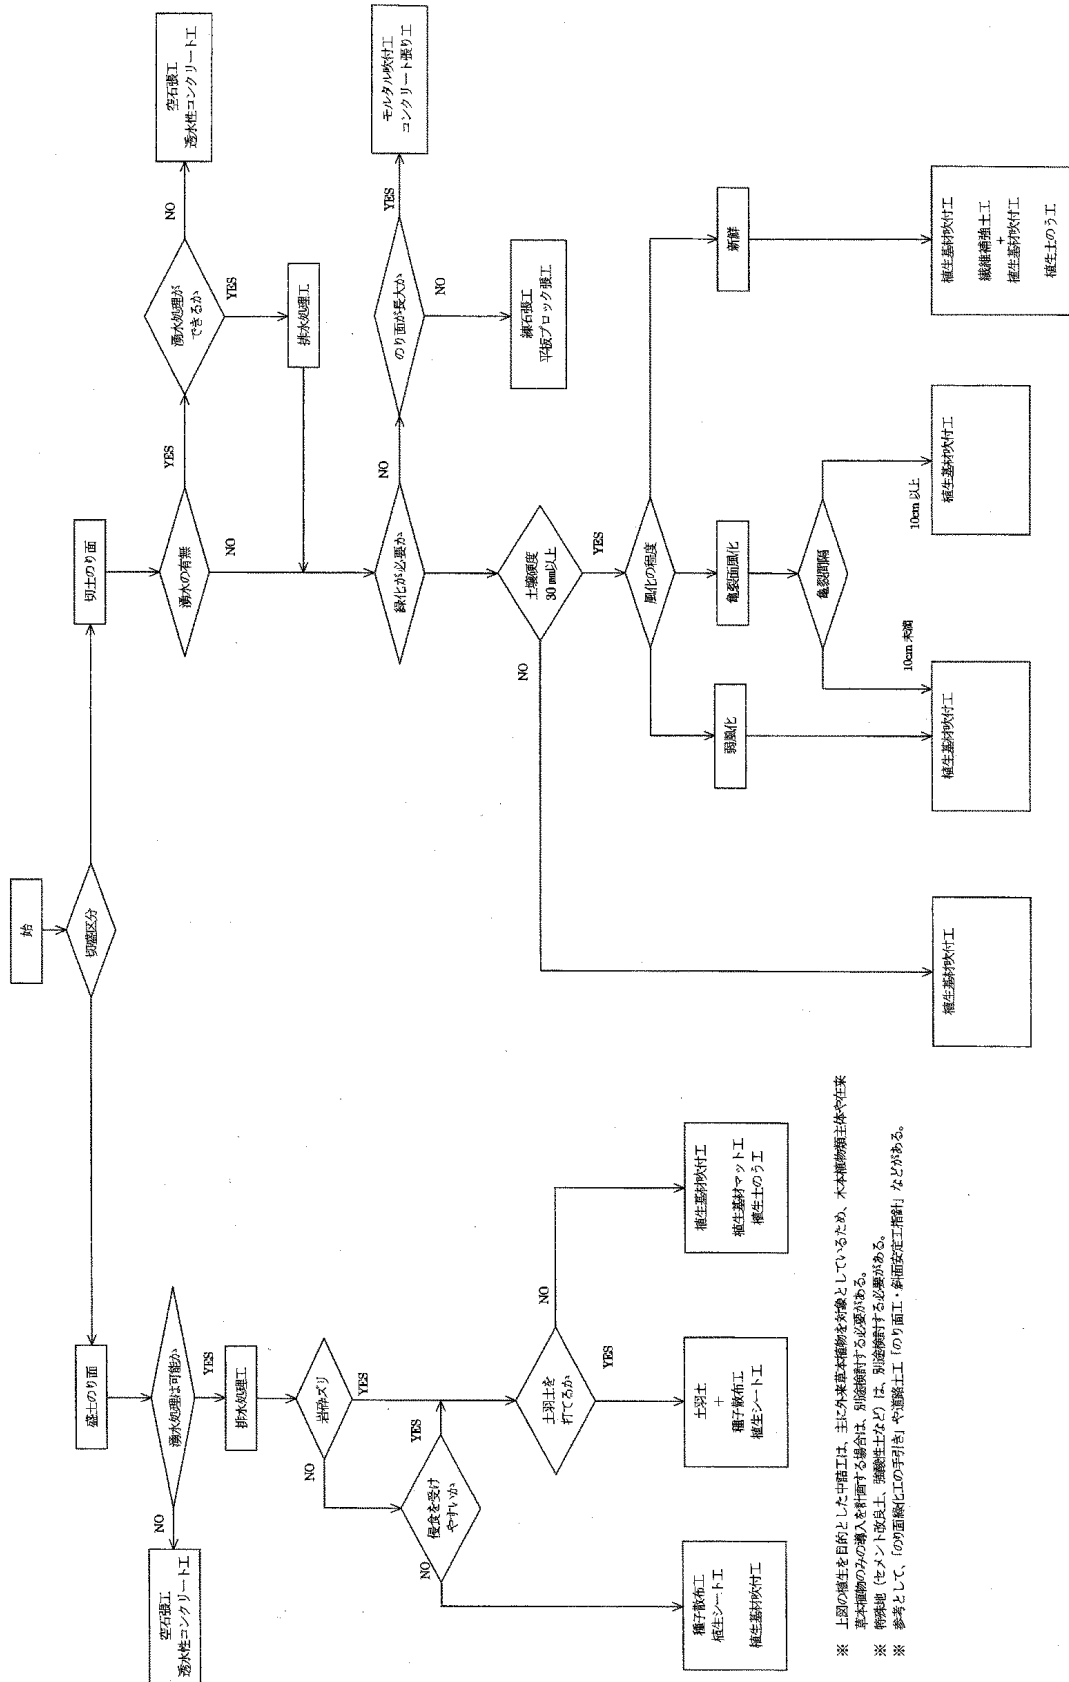 始
切盛区分
盛土のり面
湧水処理は可能か
NO
空石張工
透水性コンクリート工
YES
排水処理工
岩砕ズリ
NO
YES
侵食を受け
やすいか
YES
NO
種子散布工
植生シート工
植生基材吹付工
土羽土を
打てるか
YES
土羽土
+
種子散布工
植生シート工
NO
植生基材吹付工
植生基材マット工
植生土のう工
切土のり面
湧水の有無
YES
湧水処理が
できるか
NO
空石張工
透水性コンクリート工
YES
排水処理工
NO
緑化が必要か
NO
のり面が長大か
YES
モルタル吹付工
コンクリート張り工
NO
練石張工
平板ブロック張工
土壌硬度
30 mm以上
NO
植生基材吹付工
YES
風化の程度
弱風化
亀裂面風化
新鮮
亀裂間隔
10cm 未満
植生基材吹付工
10cm 以上
植生基材吹付工
植生基材吹付工
繊維補強土工
+
植生基材吹付工
植生土のう工
※ 上図の植生を目的とした中詰工は、主に外来草本植物を対象としているため、木本植物類主体や在来
草本植物のみの導入を計画する場合は、別途検討する必要がある。
※ 特殊地（セメント改良土、強酸性土など）は、別途検討する必要がある。
※ 参考として、「のり面緑化工の手引き」や道路土工「のり面工・斜面安定工指針」などがある。